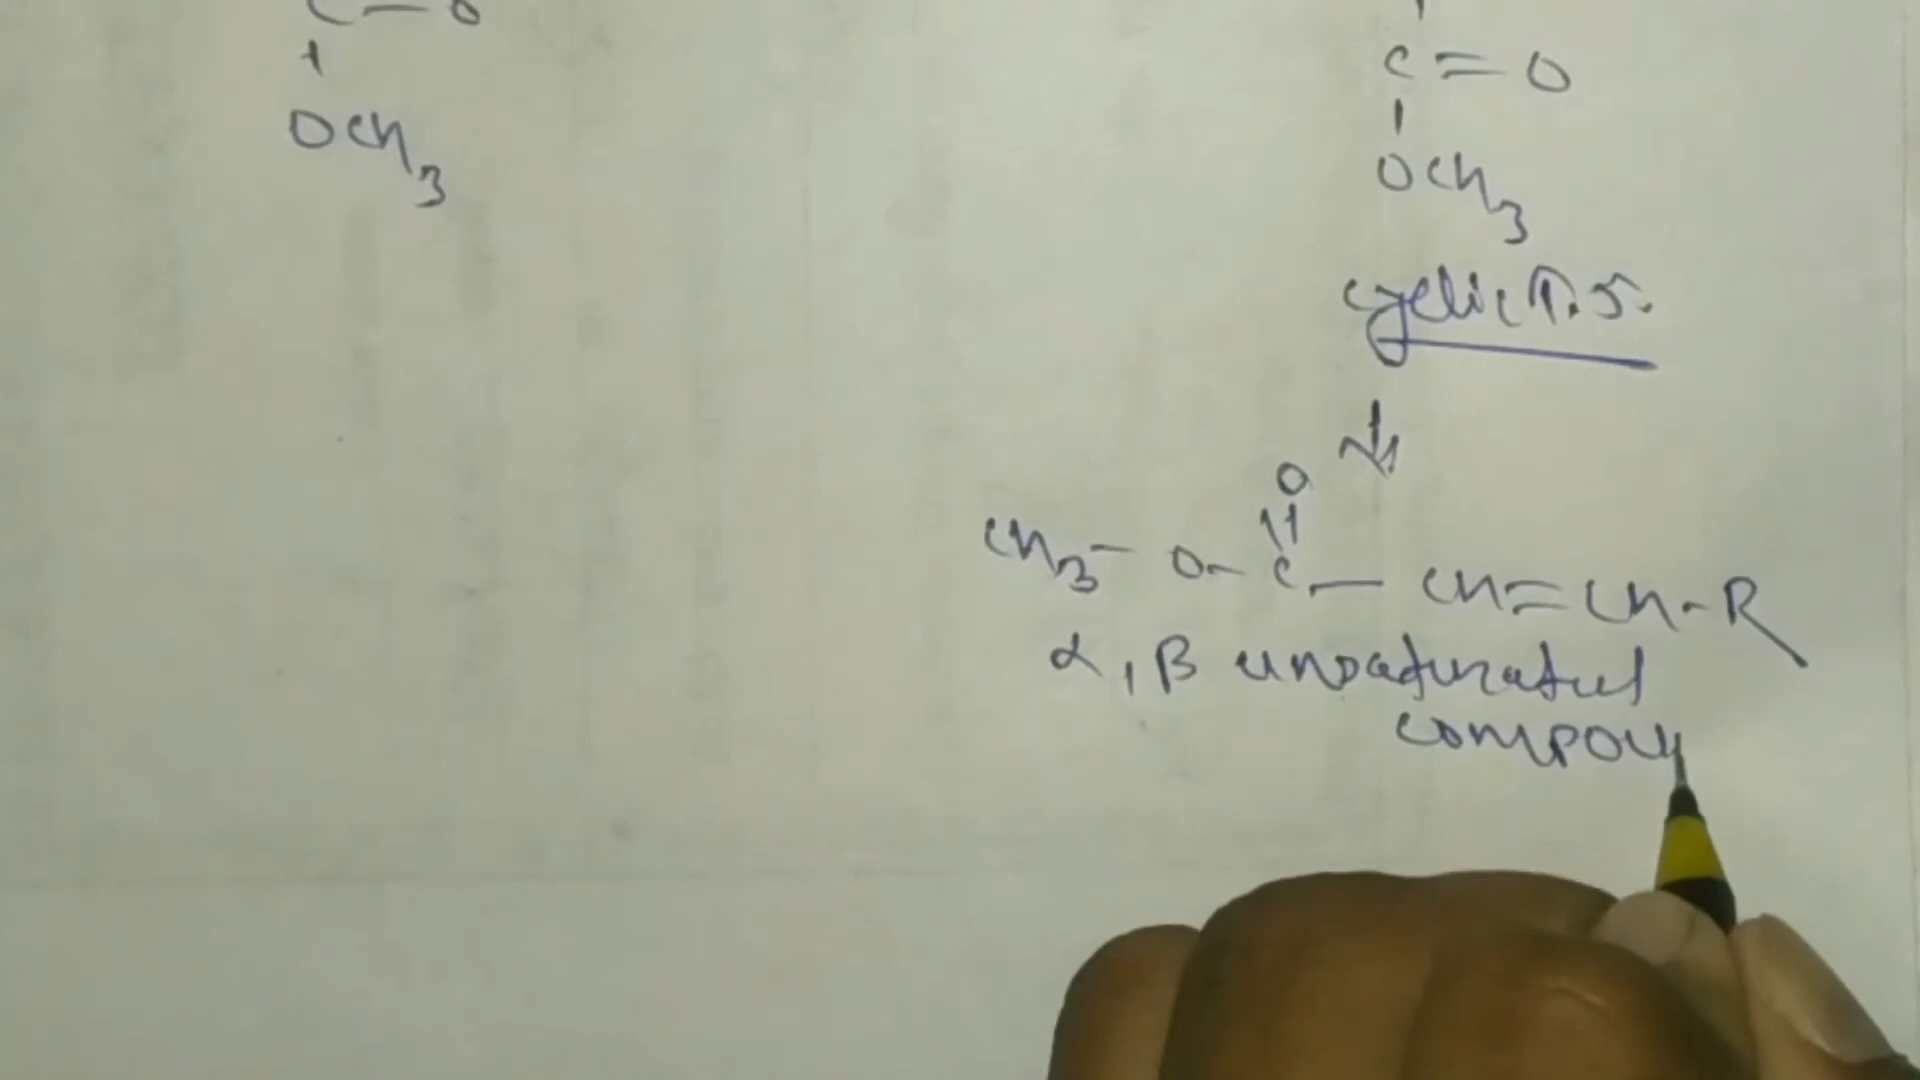 C=O
OCH3
C=O
OCH3
cyclic T.S.
O
CH3-O-C-CH=CH-R
α, β unsaturated
compou